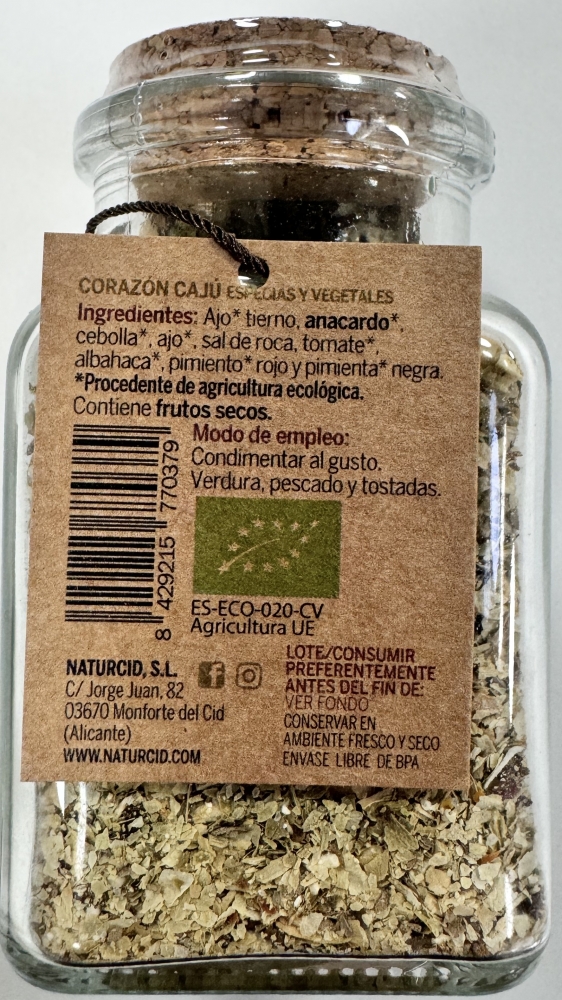 CORAZÓN CAJÚ ESPECIAS Y VEGETALES
Ingredientes: Ajo* tierno, anacardo*,
cebolla*, ajo*, sal de roca, tomate*,
albahaca*, pimiento* rojo y pimienta* negra.
*Procedente de agricultura ecológica.
Contiene frutos secos.
Modo de empleo:
Condimentar al gusto.
Verdura, pescado y tostadas.
8 429215 770379
ES-ECO-020-CV
Agricultura UE
NATURCID, S.L.
C/ Jorge Juan, 82
03670 Monforte del Cid
(Alicante)
WWW.NATURCID.COM
LOTE/CONSUMIR
PREFERENTEMENTE
ANTES DEL FIN DE:
VER FONDO
CONSERVAR EN
AMBIENTE FRESCO Y SECO
ENVASE LIBRE DE BPA